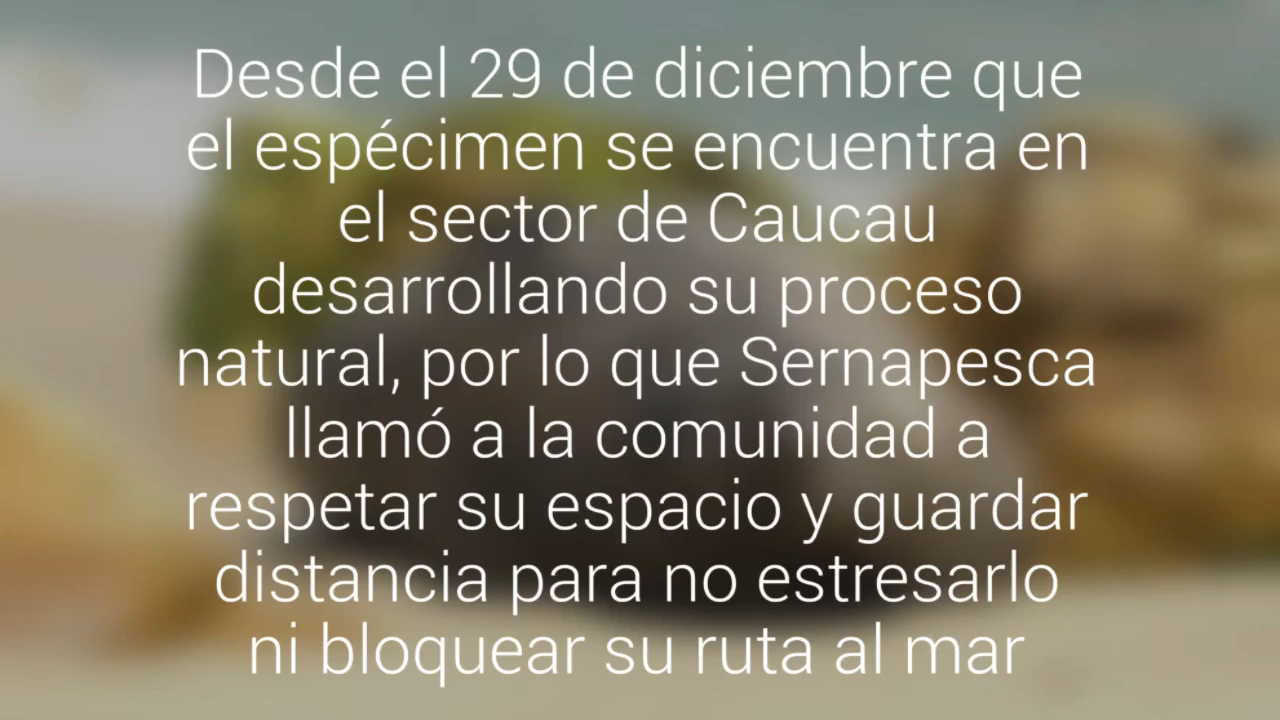 Desde el 29 de diciembre que
el espécimen se encuentra en
el sector de Caucau
desarrollando su proceso
natural, por lo que Sernapesca
llamó a la comunidad a
respetar su espacio y guardar
distancia para no estresarlo
ni bloquear su ruta al mar